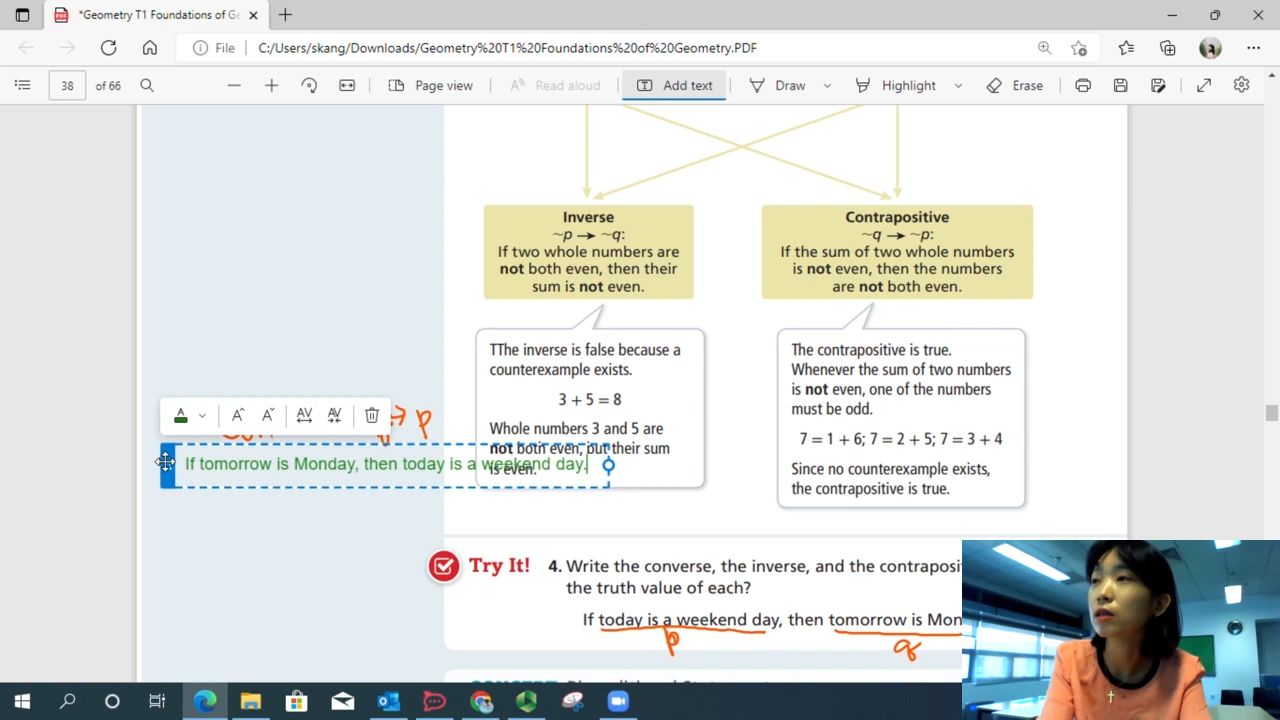 *Geometry T1 Foundations of Ge
File
C:/Users/skang/Downloads/Geometry%20T1%20Foundations%20of%20Geometry.PDF
38
of 66
Page view
Read aloud
Add text
Draw
Highlight
Erase
Inverse
~p → ~q:
If two whole numbers are
not both even, then their
sum is not even.
Contrapositive
~q → ~p:
If the sum of two whole numbers
is not even, then the numbers
are not both even.
TThe inverse is false because a
counterexample exists.
3 + 5 = 8
Whole numbers 3 and 5 are
not both even, but their sum
is even.
The contrapositive is true.
Whenever the sum of two numbers
is not even, one of the numbers
must be odd.
7 = 1 + 6; 7 = 2 + 5; 7 = 3 + 4
Since no counterexample exists,
the contrapositive is true.
→ p
If tomorrow is Monday, then today is a weekend day.
Try It!
4. Write the converse, the inverse, and the contraposi
the truth value of each?
If today is a weekend day, then tomorrow is Mon
p
q